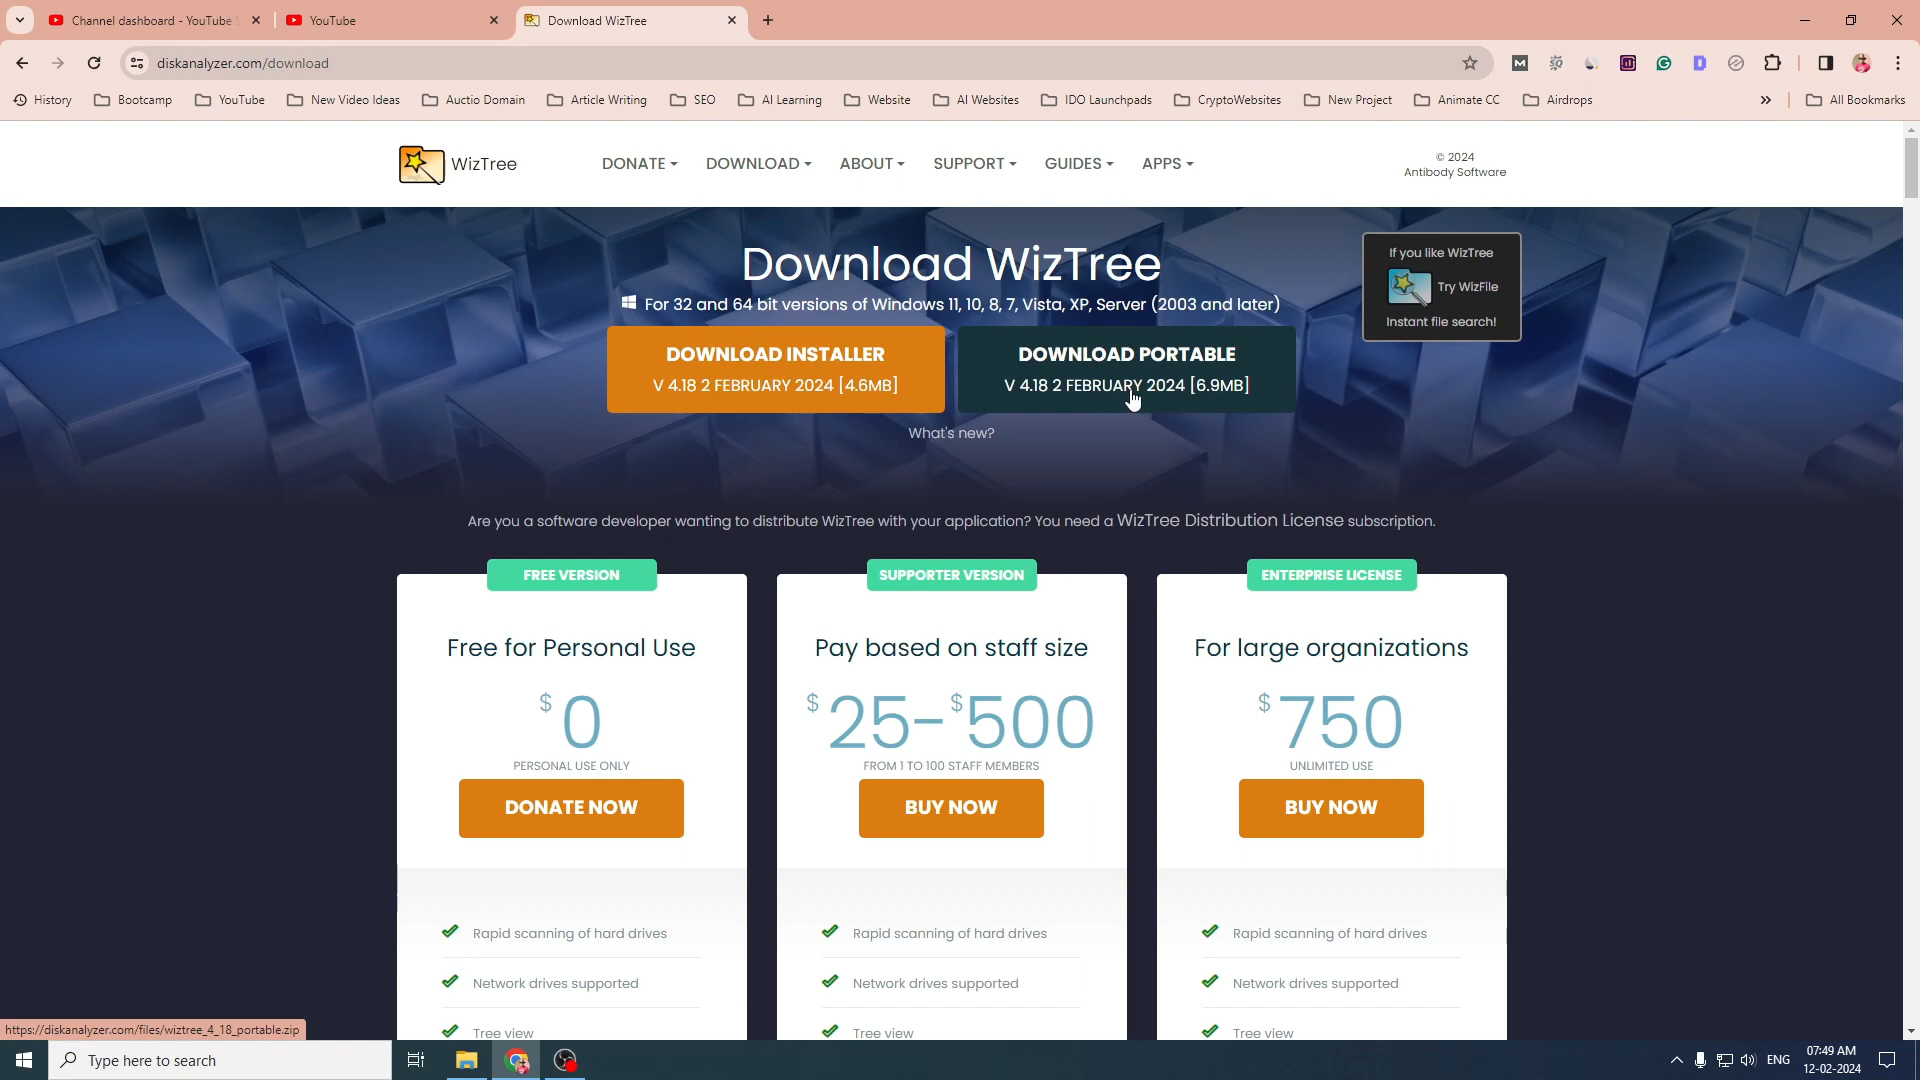 Channel dashboard - YouTube
YouTube
Download WizTree
diskanalyzer.com/download
History
Bootcamp
YouTube
New Video Ideas
Auctio Domain
Article Writing
SEO
AI Learning
Website
AI Websites
IDO Launchpads
CryptoWebsites
New Project
Animate CC
Airdrops
All Bookmarks
WizTree
DONATE
DOWNLOAD
ABOUT
SUPPORT
GUIDES
APPS
© 2024
Antibody Software
Download WizTree
For 32 and 64 bit versions of Windows 11, 10, 8, 7, Vista, XP, Server (2003 and later)
If you like WizTree
Try WizFile
Instant file search!
DOWNLOAD INSTALLER
V 4.18 2 FEBRUARY 2024 [4.6MB]
DOWNLOAD PORTABLE
V 4.18 2 FEBRUARY 2024 [6.9MB]
What's new?
Are you a software developer wanting to distribute WizTree with your application? You need a WizTree Distribution License subscription.
FREE VERSION
Free for Personal Use
$0
PERSONAL USE ONLY
DONATE NOW
Rapid scanning of hard drives
Network drives supported
Tree view
SUPPORTER VERSION
Pay based on staff size
$25-$500
FROM 1 TO 100 STAFF MEMBERS
BUY NOW
Rapid scanning of hard drives
Network drives supported
Tree view
ENTERPRISE LICENSE
For large organizations
$750
UNLIMITED USE
BUY NOW
Rapid scanning of hard drives
Network drives supported
Tree view
https://diskanalyzer.com/files/wiztree_4_18_portable.zip
Type here to search
ENG
07:49 AM
12-02-2024